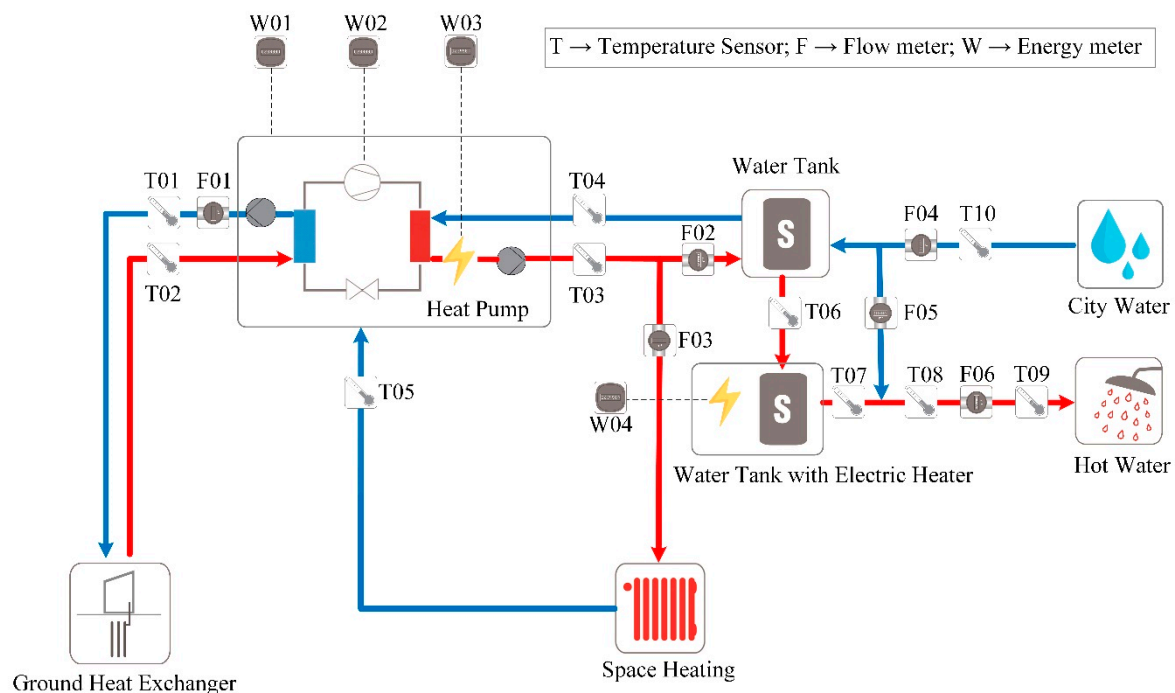 W01 W02 W03
T → Temperature Sensor; F → Flow meter; W → Energy meter
Water Tank
T01 F01 T04 F04 T10
F02
S
T02 T03
Heat Pump
City Water
T06 F05
F03
T05
T07 T08 F06 T09
S
W04
Water Tank with Electric Heater
Hot Water
Space Heating
Ground Heat Exchanger